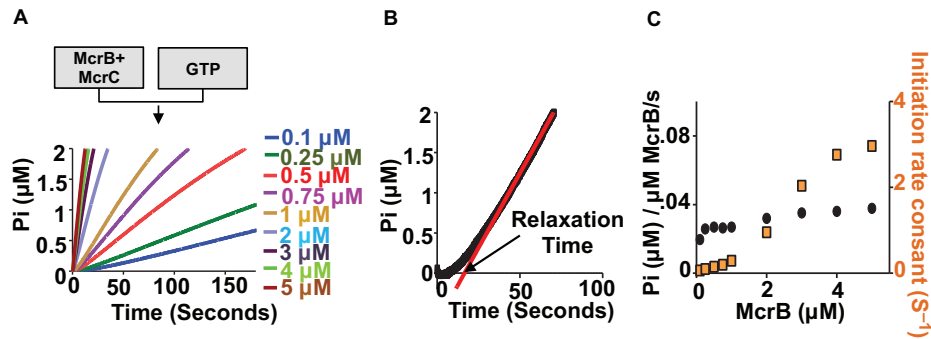 A
McrB+
McrC
GTP
Pi (µM)
2
1.5
1
0.5
0
0
50
100
150
Time (Seconds)
0.1 µM
0.25 µM
0.5 µM
0.75 µM
1 µM
2 µM
3 µM
4 µM
5 µM
B
Pi (µM)
2
1.5
1
0.5
0
0
50
100
Time (Seconds)
Relaxation
Time
C
Pi (µM) / µM McrB/s
0.08
.04
0
0
2
4
McrB (µM)
4
2
0
Initiation rate
consant (S⁻¹)